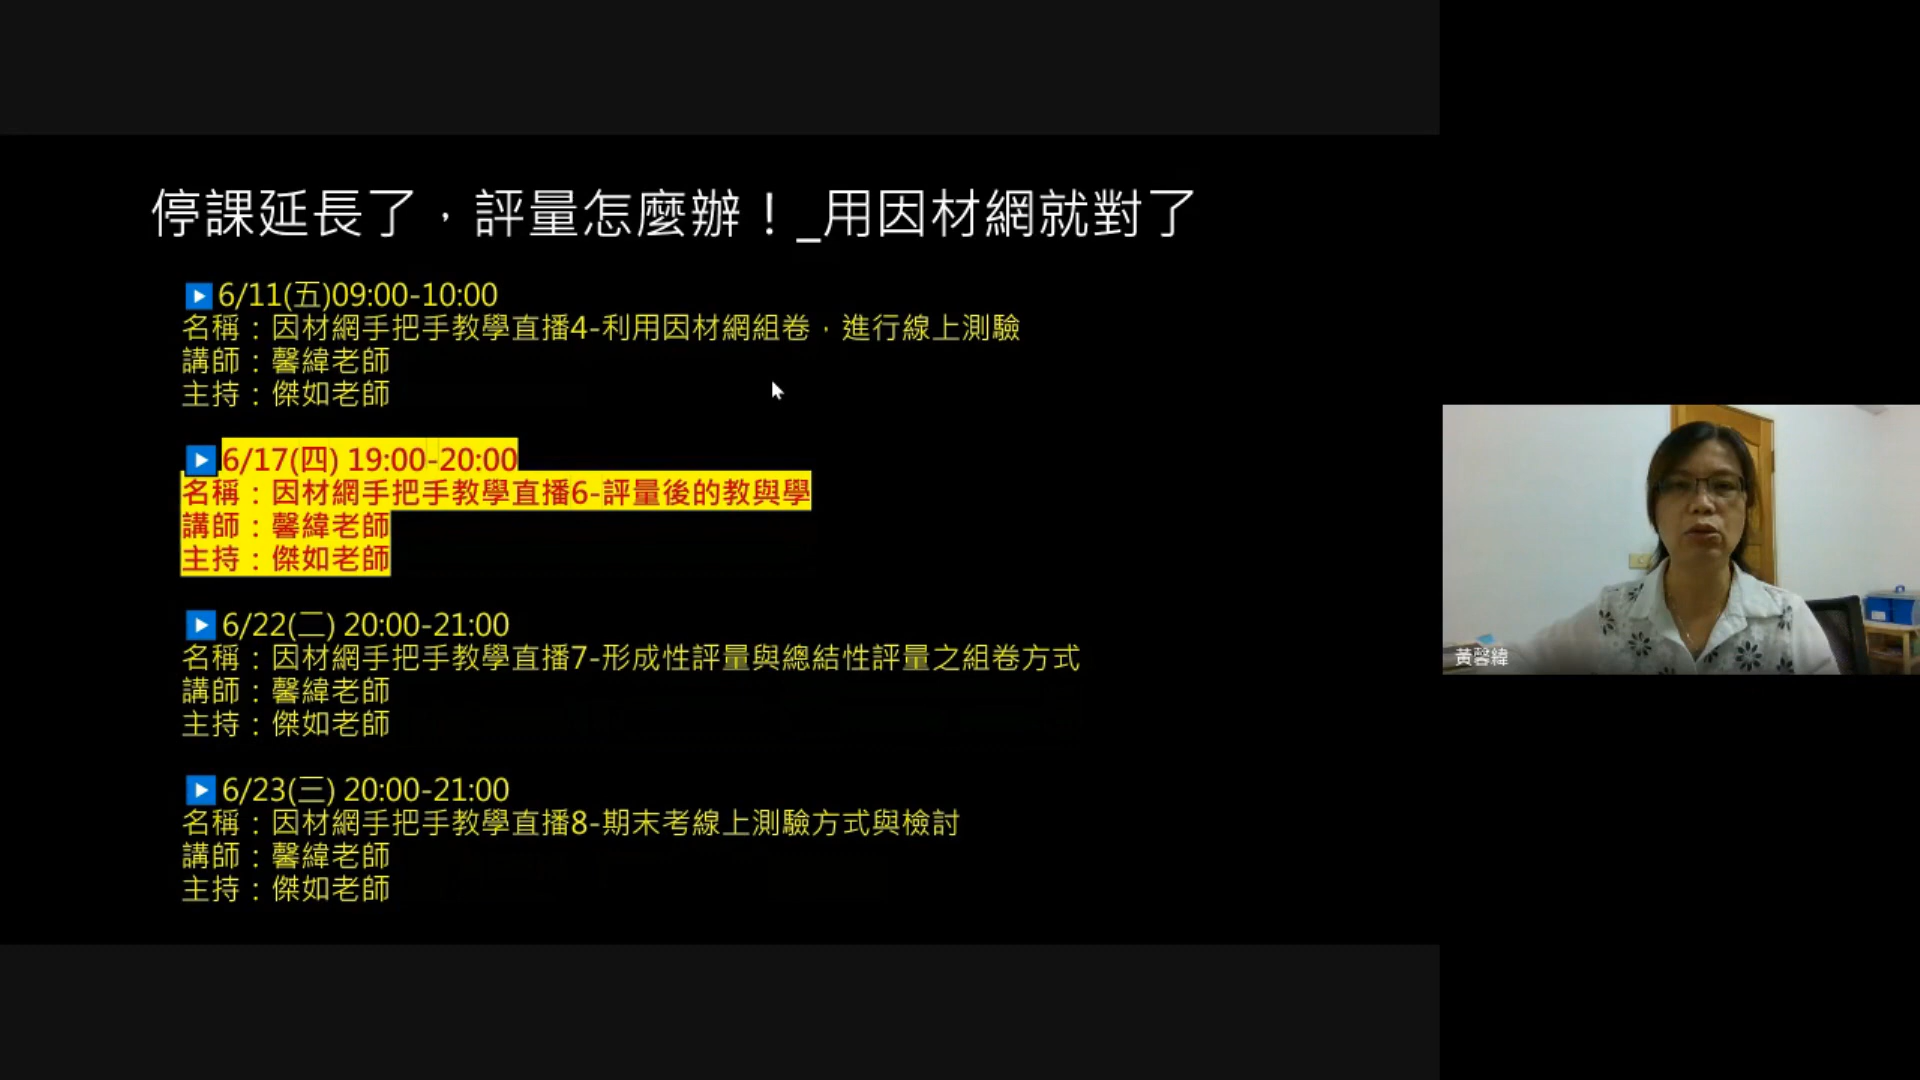 停課延長了，評量怎麼辦！_用因材網就對了
6/11(五)09:00-10:00
名稱：因材網手把手教學直播4-利用因材網組卷，進行線上測驗
講師：馨緯老師
主持：傑如老師
6/17(四) 19:00-20:00
名稱：因材網手把手教學直播6-評量後的教與學
講師：馨緯老師
主持：傑如老師
6/22(二) 20:00-21:00
名稱：因材網手把手教學直播7-形成性評量與總結性評量之組卷方式
講師：馨緯老師
主持：傑如老師
6/23(三) 20:00-21:00
名稱：因材網手把手教學直播8-期末考線上測驗方式與檢討
講師：馨緯老師
主持：傑如老師
黃馨緯